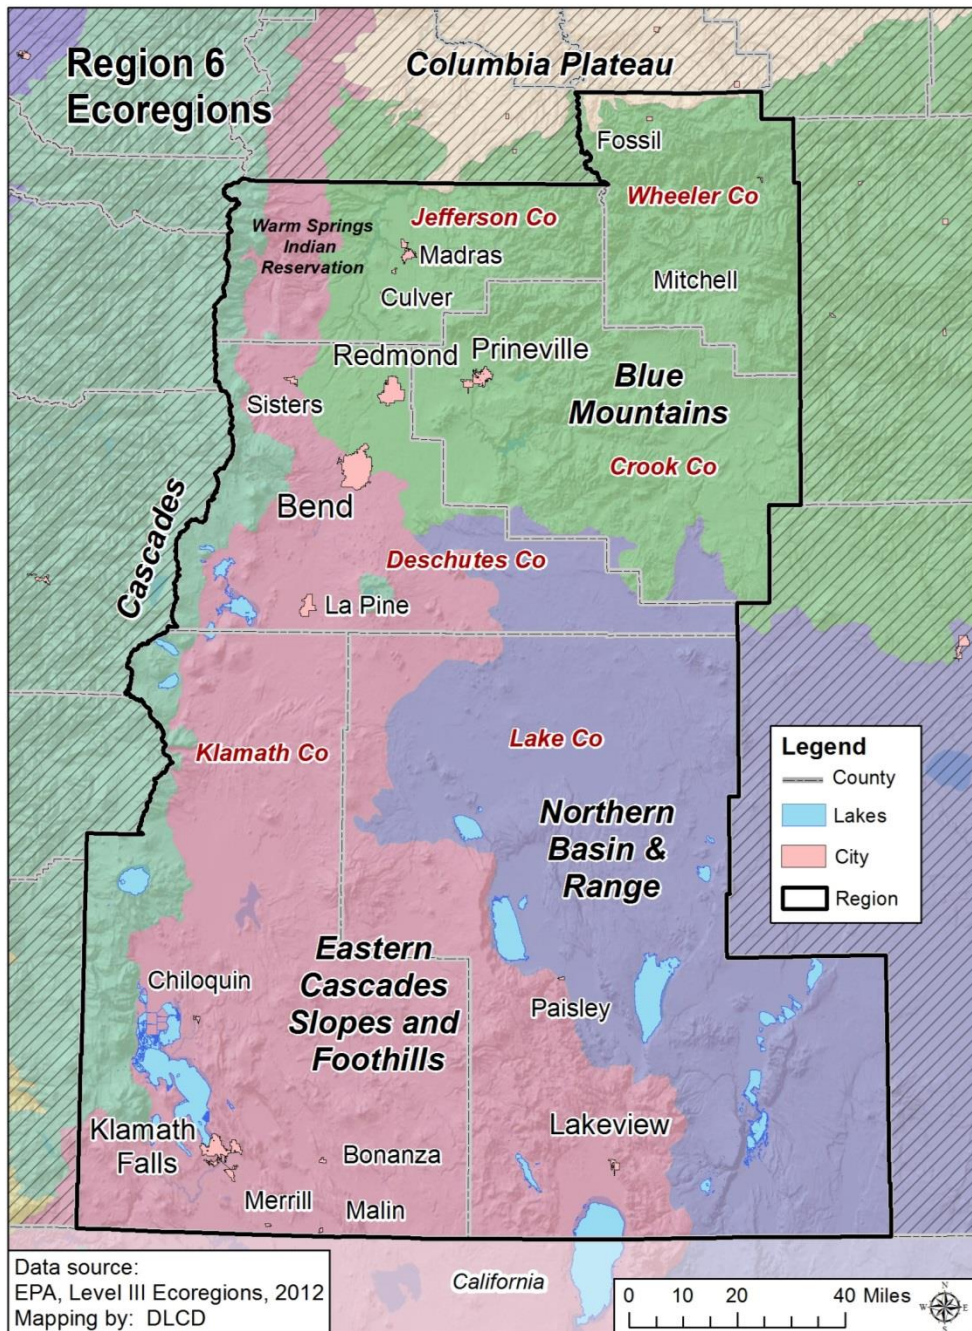 Region 6
Ecoregions
Columbia Plateau
Fossil
Wheeler Co
Jefferson Co
Warm Springs
Indian
Reservation
Madras
Mitchell
Culver
Redmond
Prineville
Blue
Mountains
Sisters
Crook Co
Bend
Cascades
Deschutes Co
La Pine
Klamath Co
Lake Co
Legend
County
Lakes
City
Region
Northern
Basin &
Range
Eastern
Cascades
Slopes and
Foothills
Chiloquin
Paisley
Klamath
Falls
Lakeview
Bonanza
Merrill
Malin
California
Data source:
EPA, Level III Ecoregions, 2012
Mapping by: DLCD
0 10 20 40 Miles
N
W E
S